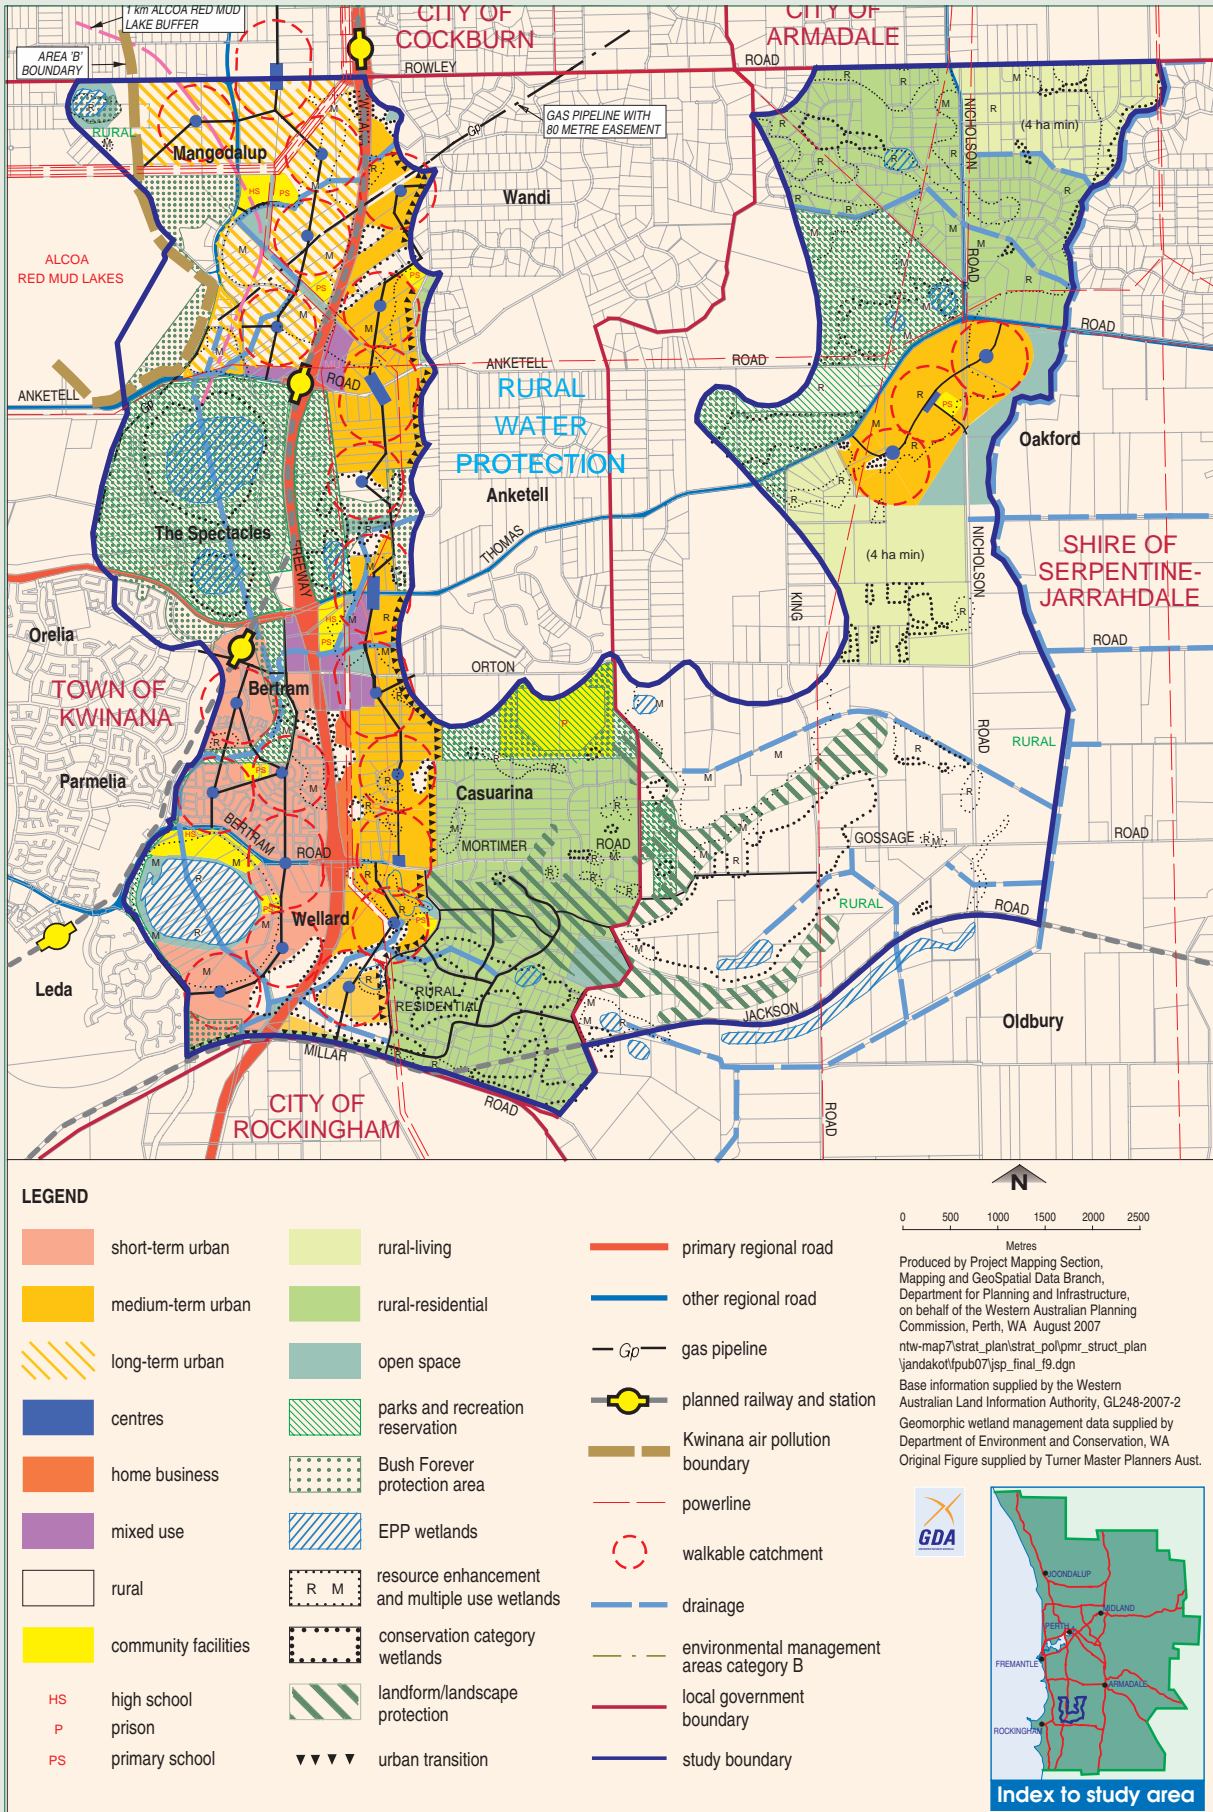 1 km ALCOA RED MUD
LAKE BUFFER
CITY OF
COCKBURN
CITY OF
ARMADALE
AREA 'B'
BOUNDARY
ROWLEY
ROAD
GAS PIPELINE WITH
80 METRE EASEMENT
Gp
R
RURAL
M
Mangodalup
NICHOLSON
(4 ha min)
HS
PS
Wandi
ALCOA
RED MUD LAKES
ROAD
PS
PS
ROAD
ANKETELL
ROAD
ROAD
ANKETELL
Gp
RURAL
WATER
PROTECTION
PS
Oakford
Anketell
The Spectacles
THOMAS
FREEWAY
(4 ha min)
NICHOLSON
SHIRE OF
SERPENTINE-
JARRAHDALE
KING
Orelia
HS
PS
ROAD
ORTON
TOWN OF
KWINANA
Bertram
P
ROAD
RURAL
Parmelia
PS
Casuarina
HS
BERTRAM
ROAD
MORTIMER
ROAD
GOSSAGE
R
M
ROAD
Wellard
PS
RURAL
ROAD
Leda
RURAL
RESIDENTIAL
JACKSON
Oldbury
MILLAR
ROAD
CITY OF
ROCKINGHAM
ROAD
N
LEGEND
short-term urban
medium-term urban
long-term urban
centres
home business
mixed use
rural
community facilities
HS high school
P prison
PS primary school
rural-living
rural-residential
open space
parks and recreation
reservation
Bush Forever
protection area
EPP wetlands
R M resource enhancement
and multiple use wetlands
conservation category
wetlands
landform/landscape
protection
urban transition
primary regional road
other regional road
Gp gas pipeline
planned railway and station
Kwinana air pollution
boundary
powerline
walkable catchment
drainage
environmental management
areas category B
local government
boundary
study boundary
0 500 1000 1500 2000 2500
Metres
Produced by Project Mapping Section,
Mapping and GeoSpatial Data Branch,
Department for Planning and Infrastructure,
on behalf of the Western Australian Planning
Commission, Perth, WA August 2007
ntw-map7\strat_plan\strat_pol\pmr_struct_plan
\jandakot\fpub07\jsp_final_f9.dgn
Base information supplied by the Western
Australian Land Information Authority, GL248-2007-2
Geomorphic wetland management data supplied by
Department of Environment and Conservation, WA
Original Figure supplied by Turner Master Planners Aust.
GDA
JOONDALUP
MIDLAND
PERTH
FREMANTLE
ARMADALE
ROCKINGHAM
Index to study area